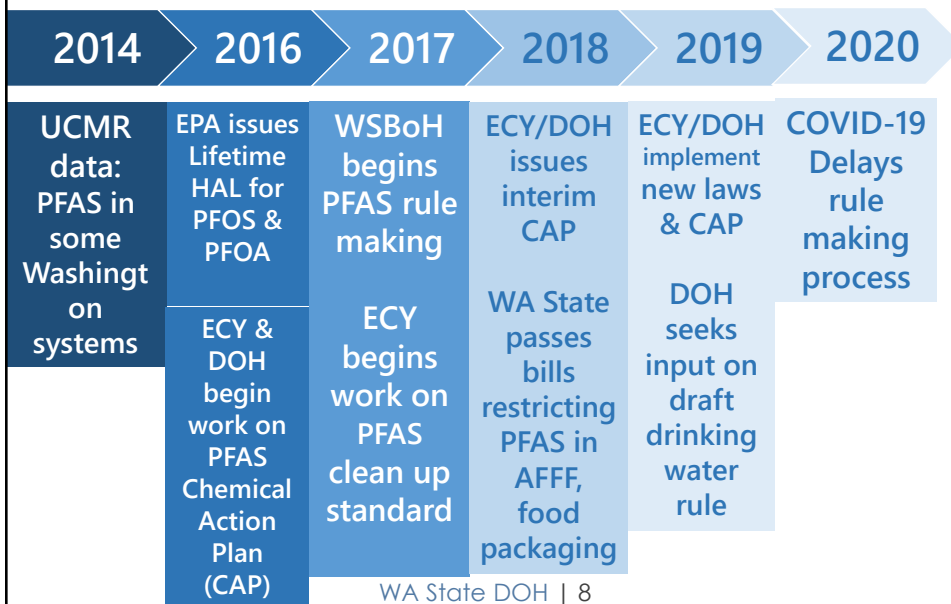 2014
2016
2017
2018
2019
2020
UCMR
data:
PFAS in
some
Washingt
on
systems
EPA issues
Lifetime
HAL for
PFOS &
PFOA
ECY &
DOH
begin
work on
PFAS
Chemical
Action
Plan
(CAP)
WSBoH
begins
PFAS rule
making
ECY
begins
work on
PFAS
clean up
standard
ECY/DOH
issues
interim
CAP
WA State
passes
bills
restricting
PFAS in
AFFF,
food
packaging
ECY/DOH
implement
new laws
& CAP
DOH
seeks
input on
draft
drinking
water
rule
COVID-19
Delays
rule
making
process
WA State DOH | 8